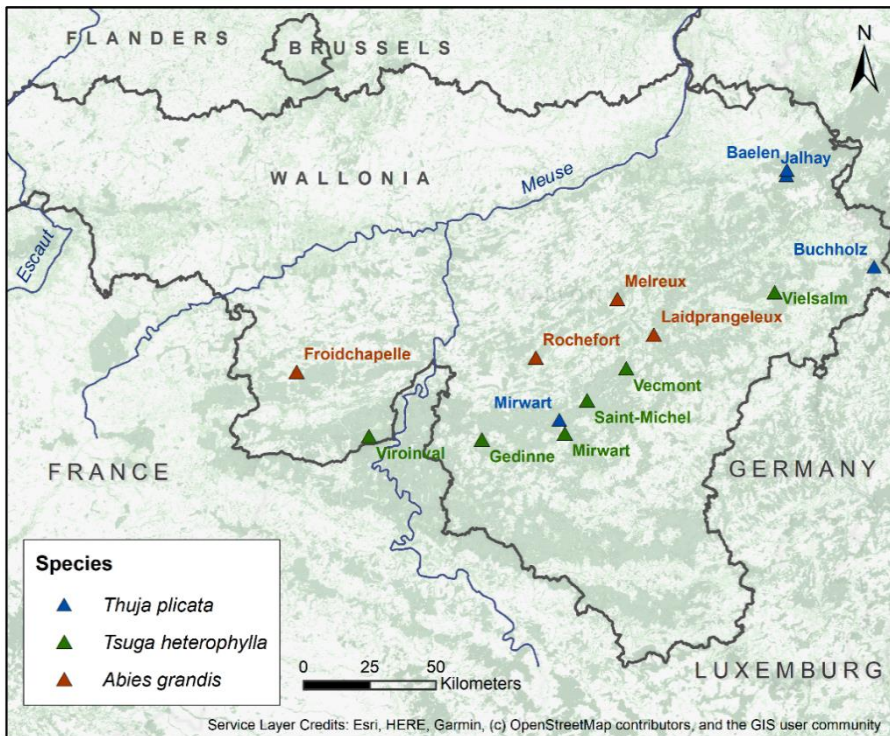 FLANDERS
BRUSSELS
N
WALLONIA
Meuse
Baelen
Jalhay
Escaut
Buchholz
Melreux
Vielsalm
Laidprangeleux
Rochefort
Froidchapelle
Vecmont
Mirwart
Saint-Michel
Viroinval
Gedinne
Mirwart
FRANCE
GERMANY
Species
Thuja plicata
Tsuga heterophylla
Abies grandis
0 25 50
Kilometers
LUXEMBURG
Service Layer Credits: Esri, HERE, Garmin, (c) OpenStreetMap contributors, and the GIS user community